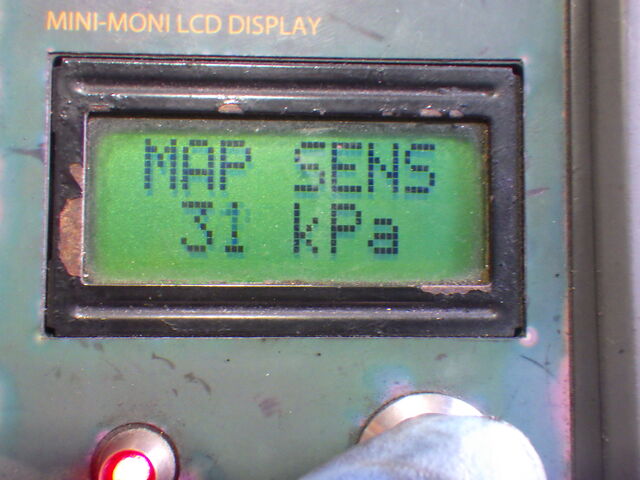 MINI-MONI LCD DISPLAY
MAP SENS
31 kPa